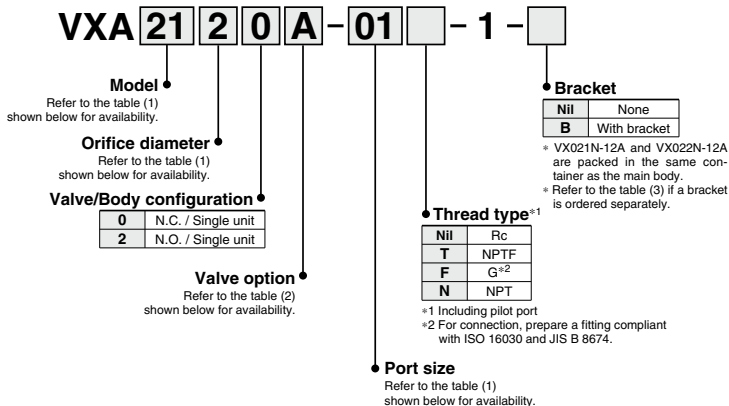 VXA 21 2 0 A - 01 - 1 -
Model
Refer to the table (1)
shown below for availability.
Orifice diameter
Refer to the table (1)
shown below for availability.
Valve/Body configuration
0 N.C. / Single unit
2 N.O. / Single unit
Valve option
Refer to the table (2)
shown below for availability.
Bracket
Nil None
B With bracket
* VX021N-12A and VX022N-12A
are packed in the same con-
tainer as the main body.
* Refer to the table (3) if a bracket
is ordered separately.
Thread type*1
Nil Rc
T NPTF
F G*2
N NPT
*1 Including pilot port
*2 For connection, prepare a fitting compliant
with ISO 16030 and JIS B 8674.
Port size
Refer to the table (1)
shown below for availability.